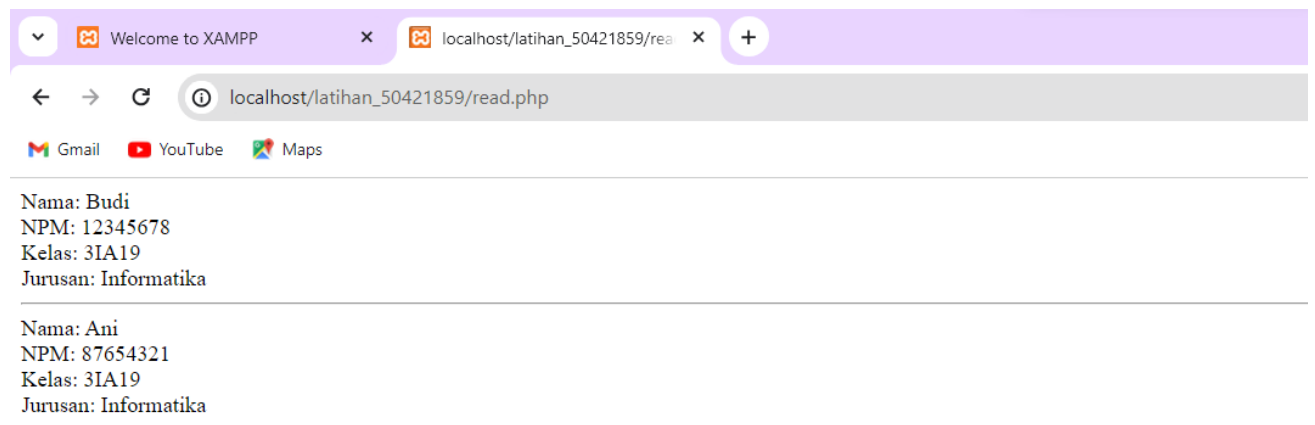 Welcome to XAMPP
localhost/latihan_50421859/rea
localhost/latihan_50421859/read.php
Gmail YouTube Maps
Nama: Budi
NPM: 12345678
Kelas: 3IA19
Jurusan: Informatika
Nama: Ani
NPM: 87654321
Kelas: 3IA19
Jurusan: Informatika